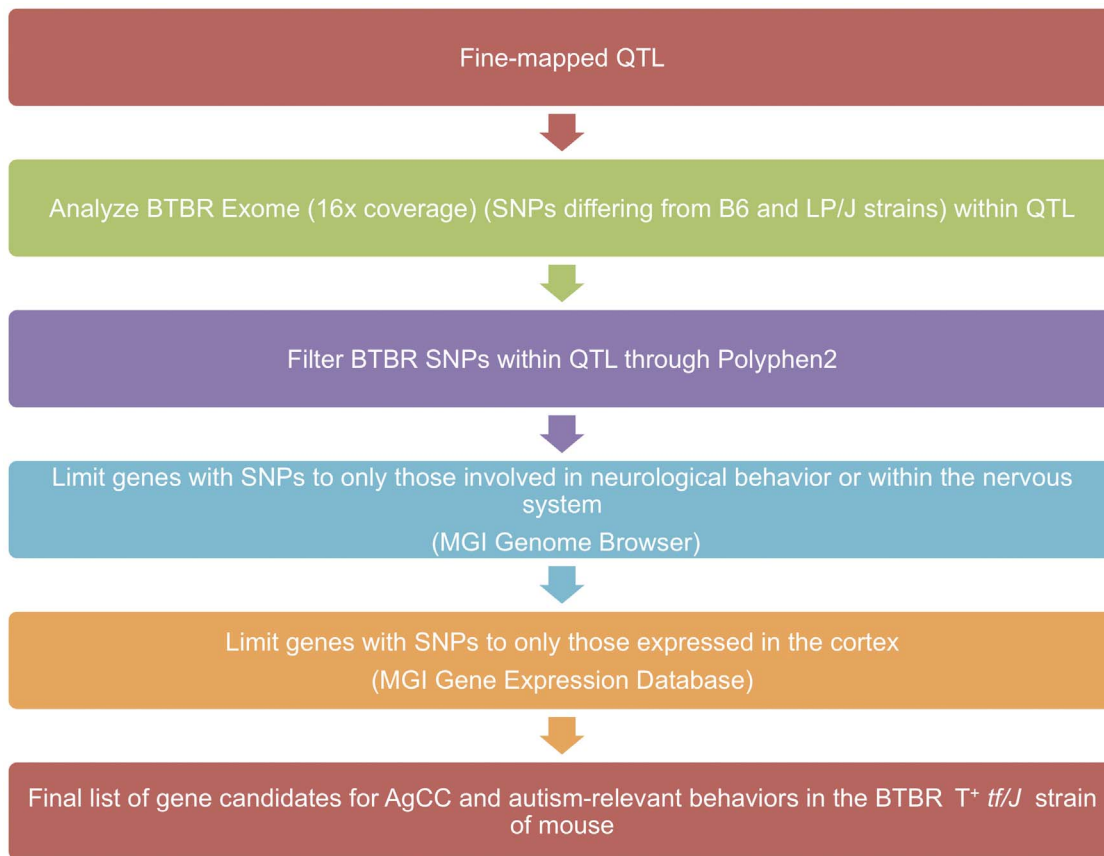 Fine-mapped QTL
Analyze BTBR Exome (16x coverage) (SNPs differing from B6 and LP/J strains) within QTL
Filter BTBR SNPs within QTL through Polyphen2
Limit genes with SNPs to only those involved in neurological behavior or within the nervous
system
(MGI Genome Browser)
Limit genes with SNPs to only those expressed in the cortex
(MGI Gene Expression Database)
Final list of gene candidates for AgCC and autism-relevant behaviors in the BTBR T⁺ tf/J strain
of mouse